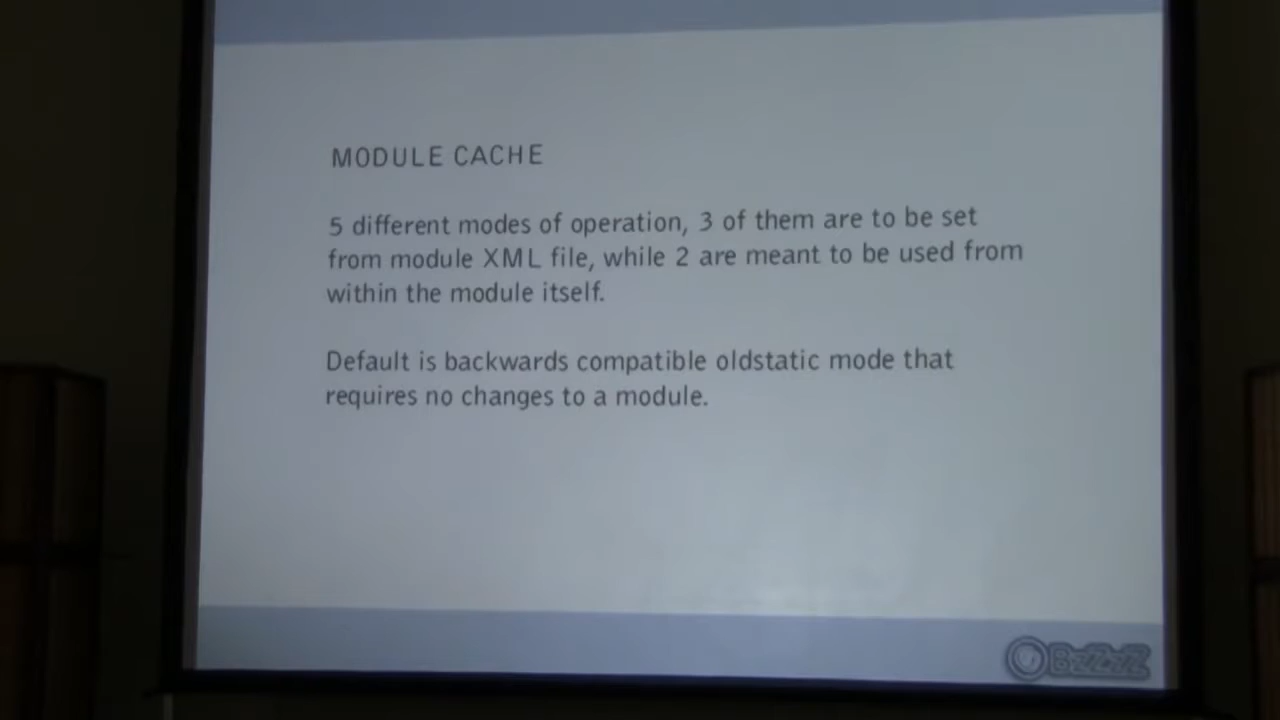 MODULE CACHE
5 different modes of operation, 3 of them are to be set
from module XML file, while 2 are meant to be used from
within the module itself.
Default is backwards compatible oldstatic mode that
requires no changes to a module.
BzZzZ